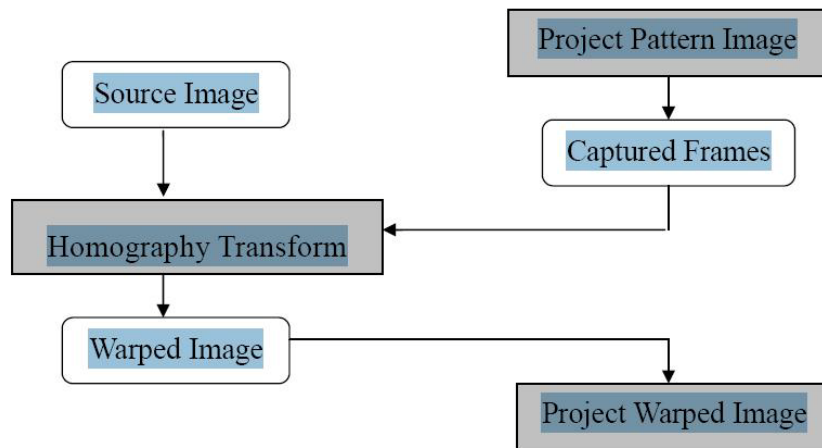 Project Pattern Image
Source Image
Captured Frames
Homography Transform
Warped Image
Project Warped Image